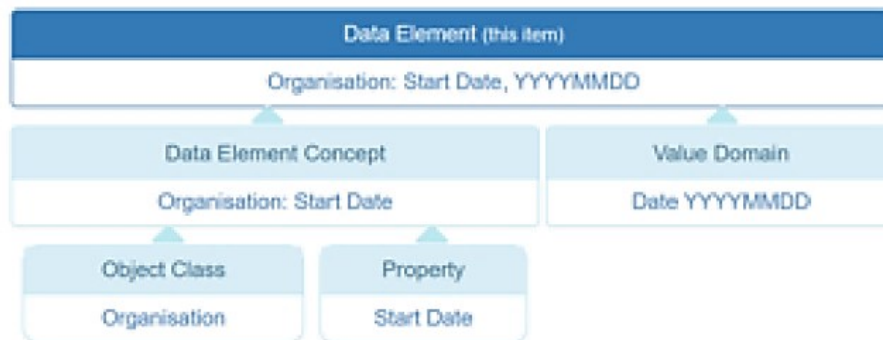 Data Element (this item)
Organisation: Start Date, YYYYMMDD
Data Element Concept
Value Domain
Organisation: Start Date
Date YYYYMMDD
Object Class
Property
Organisation
Start Date